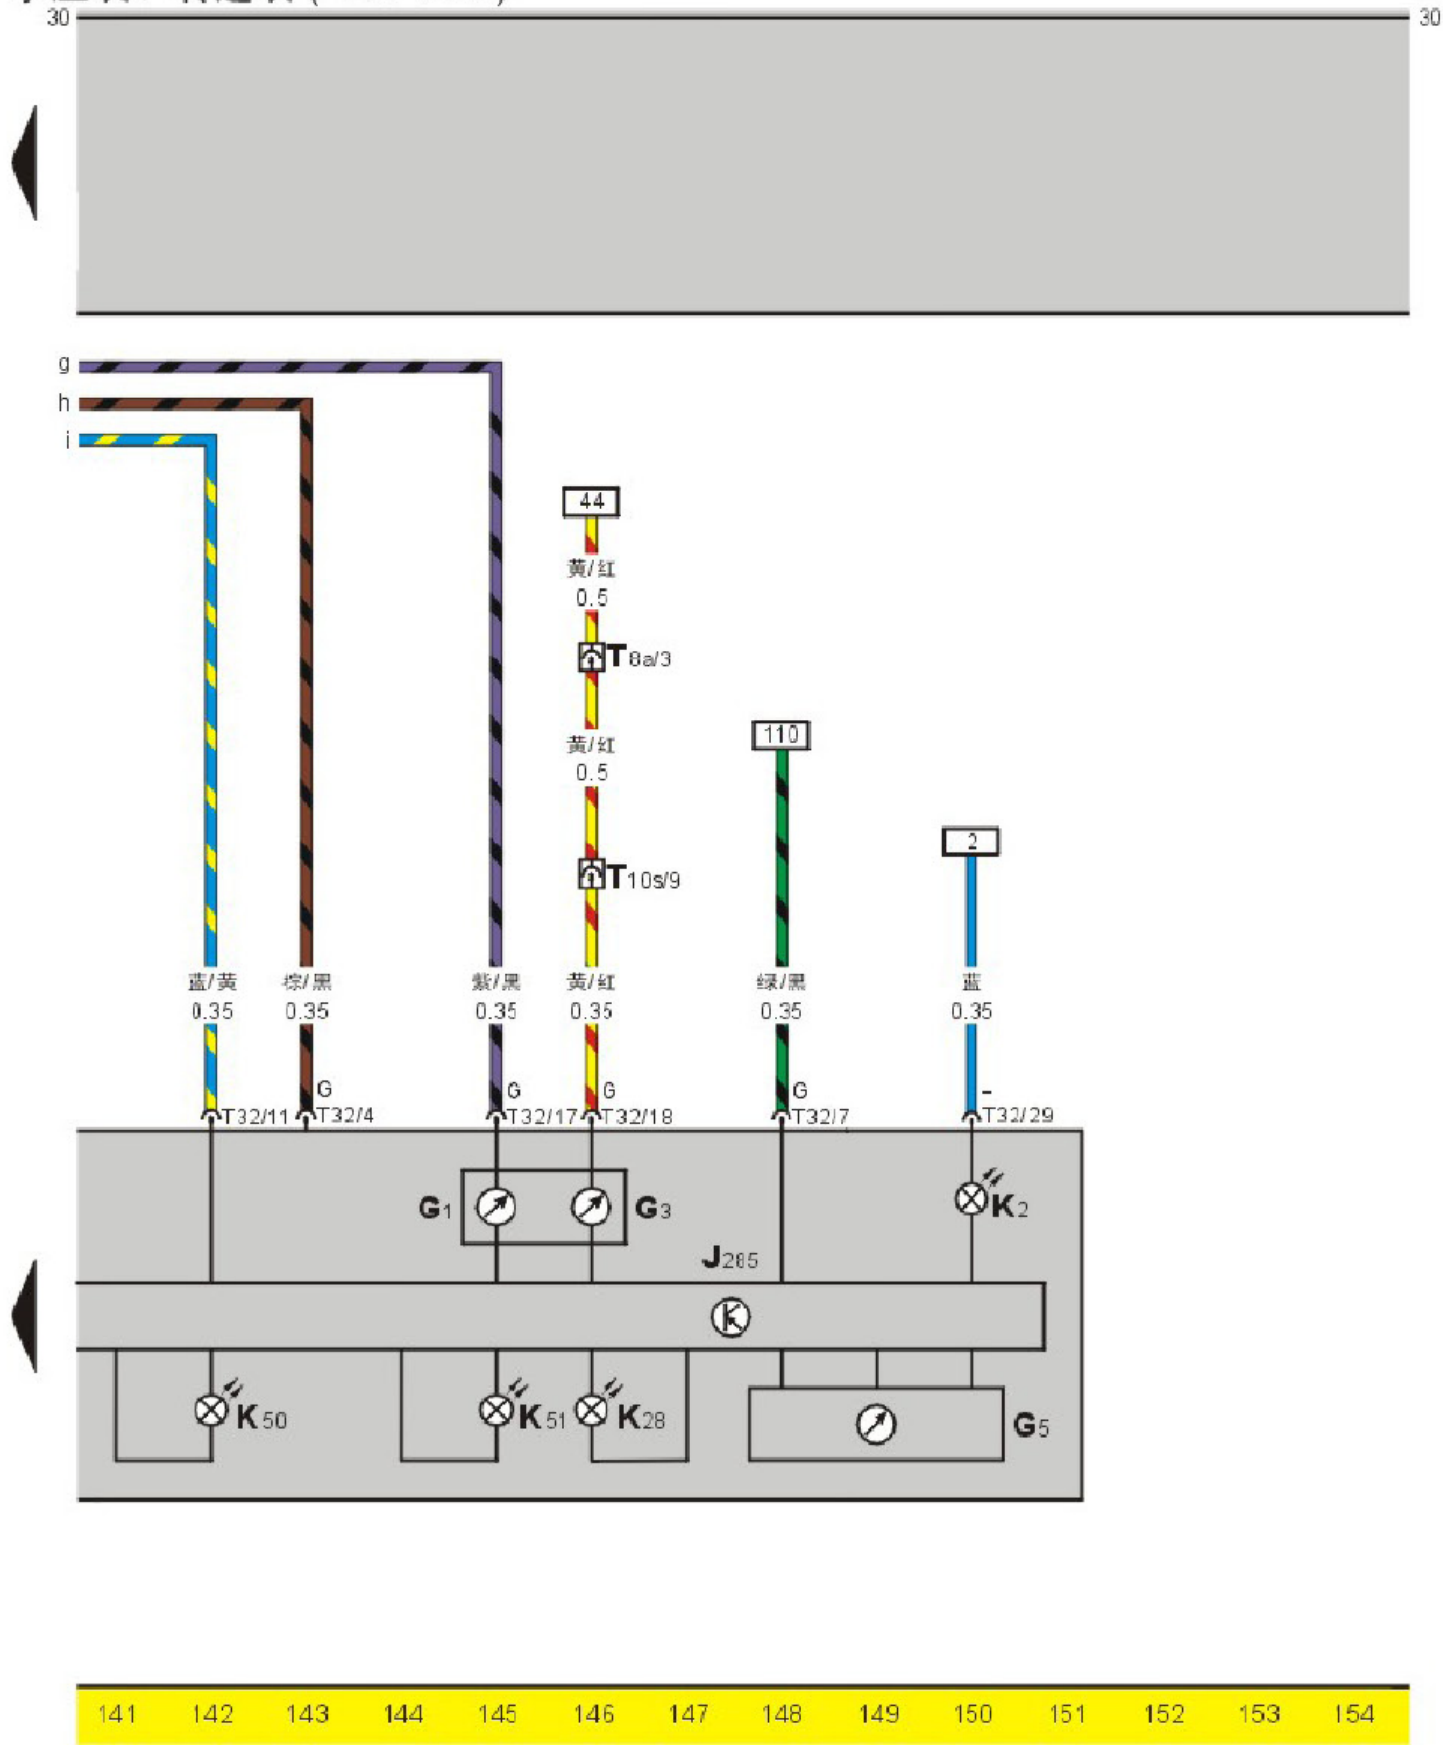 30 30
g
h
i
44
黄/红
0.5
T8a/3
黄/红
0.5
T10s/9
110
2
蓝/黄 棕/黑 紫/黑 黄/红 绿/黑 蓝
0.35 0.35 0.35 0.35 0.35 0.35
G G G G -
T32/11 T32/4 T32/17 T32/18 T32/7 T32/29
G1 G3 K2
J285
K50 K51 K28 G5
141 142 143 144 145 146 147 148 149 150 151 152 153 154